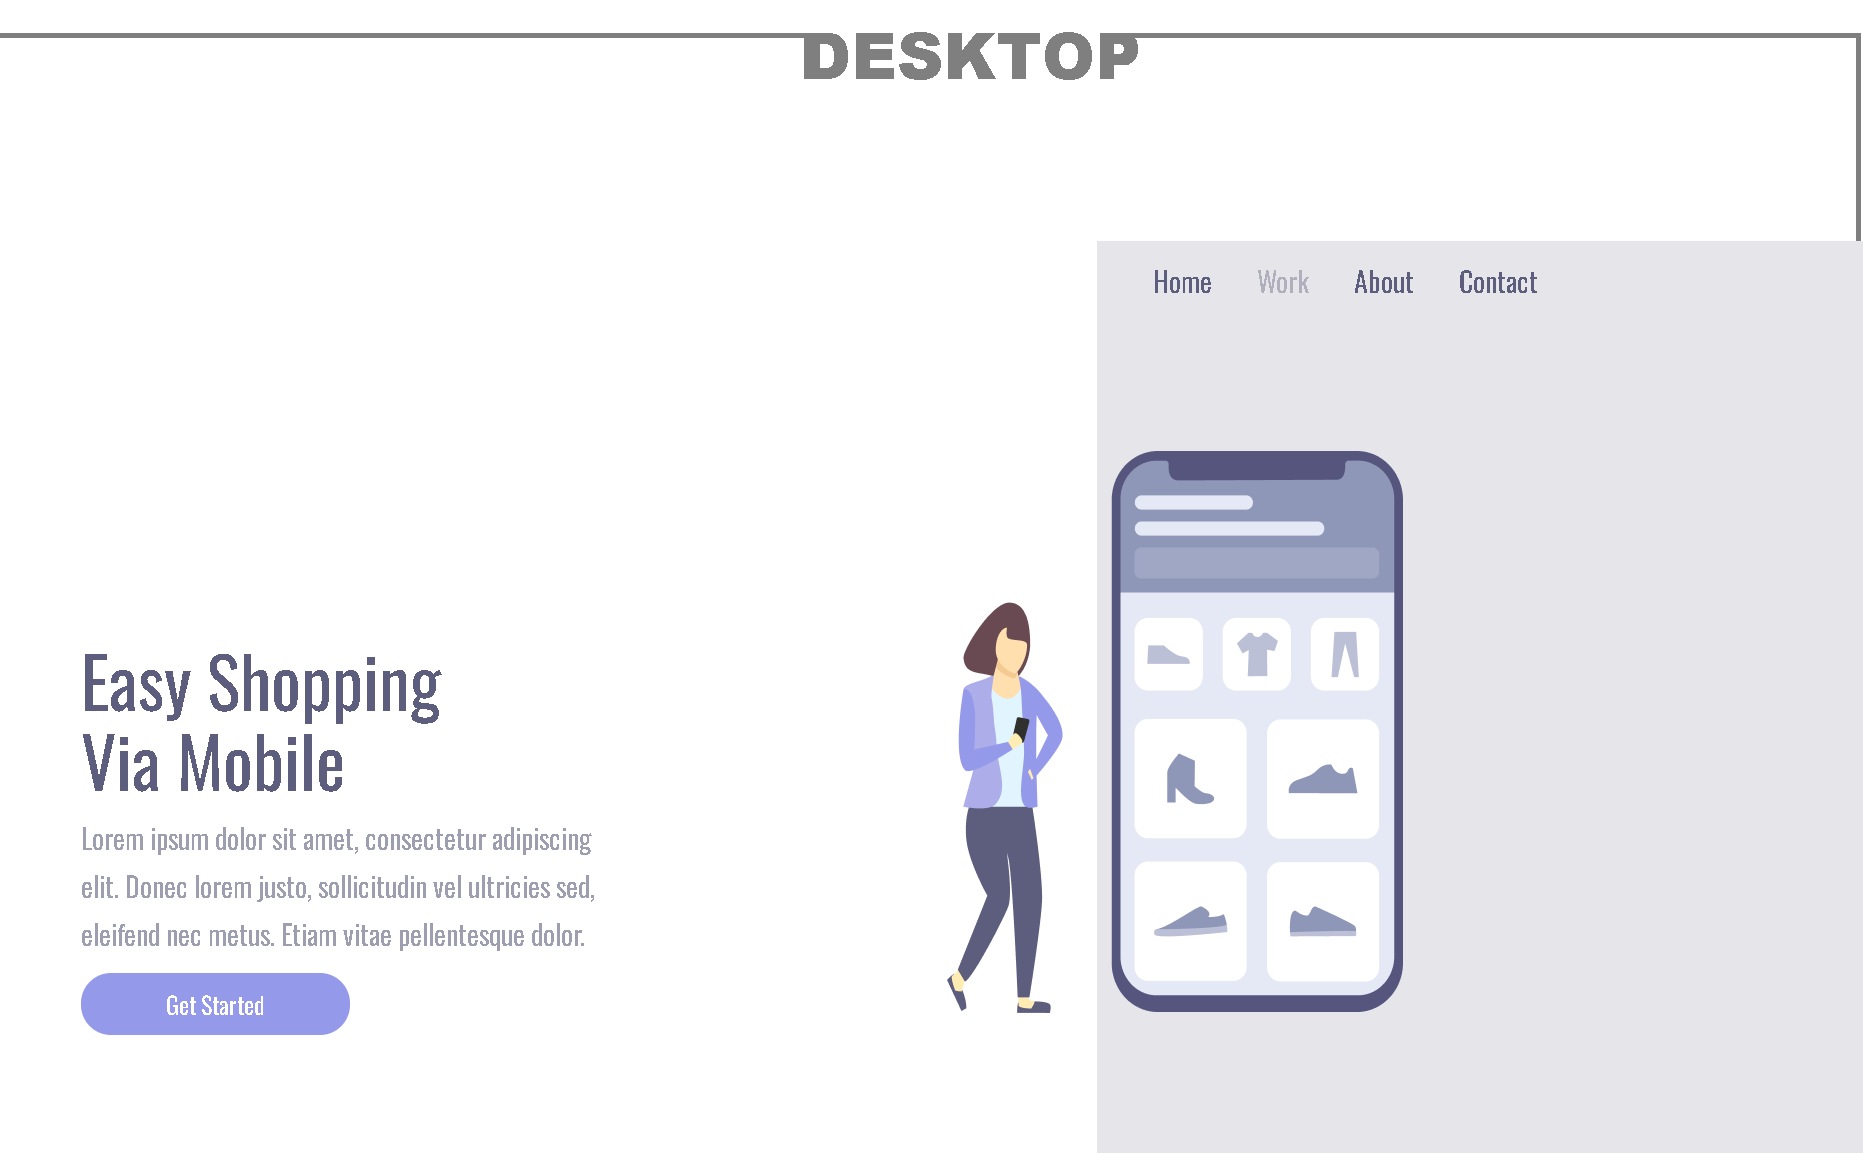 DESKTOP
Home Work About Contact
Easy Shopping
Via Mobile
Lorem ipsum dolor sit amet, consectetur adipiscing
elit. Donec lorem justo, sollicitudin vel ultricies sed,
eleifend nec metus. Etiam vitae pellentesque dolor.
Get Started